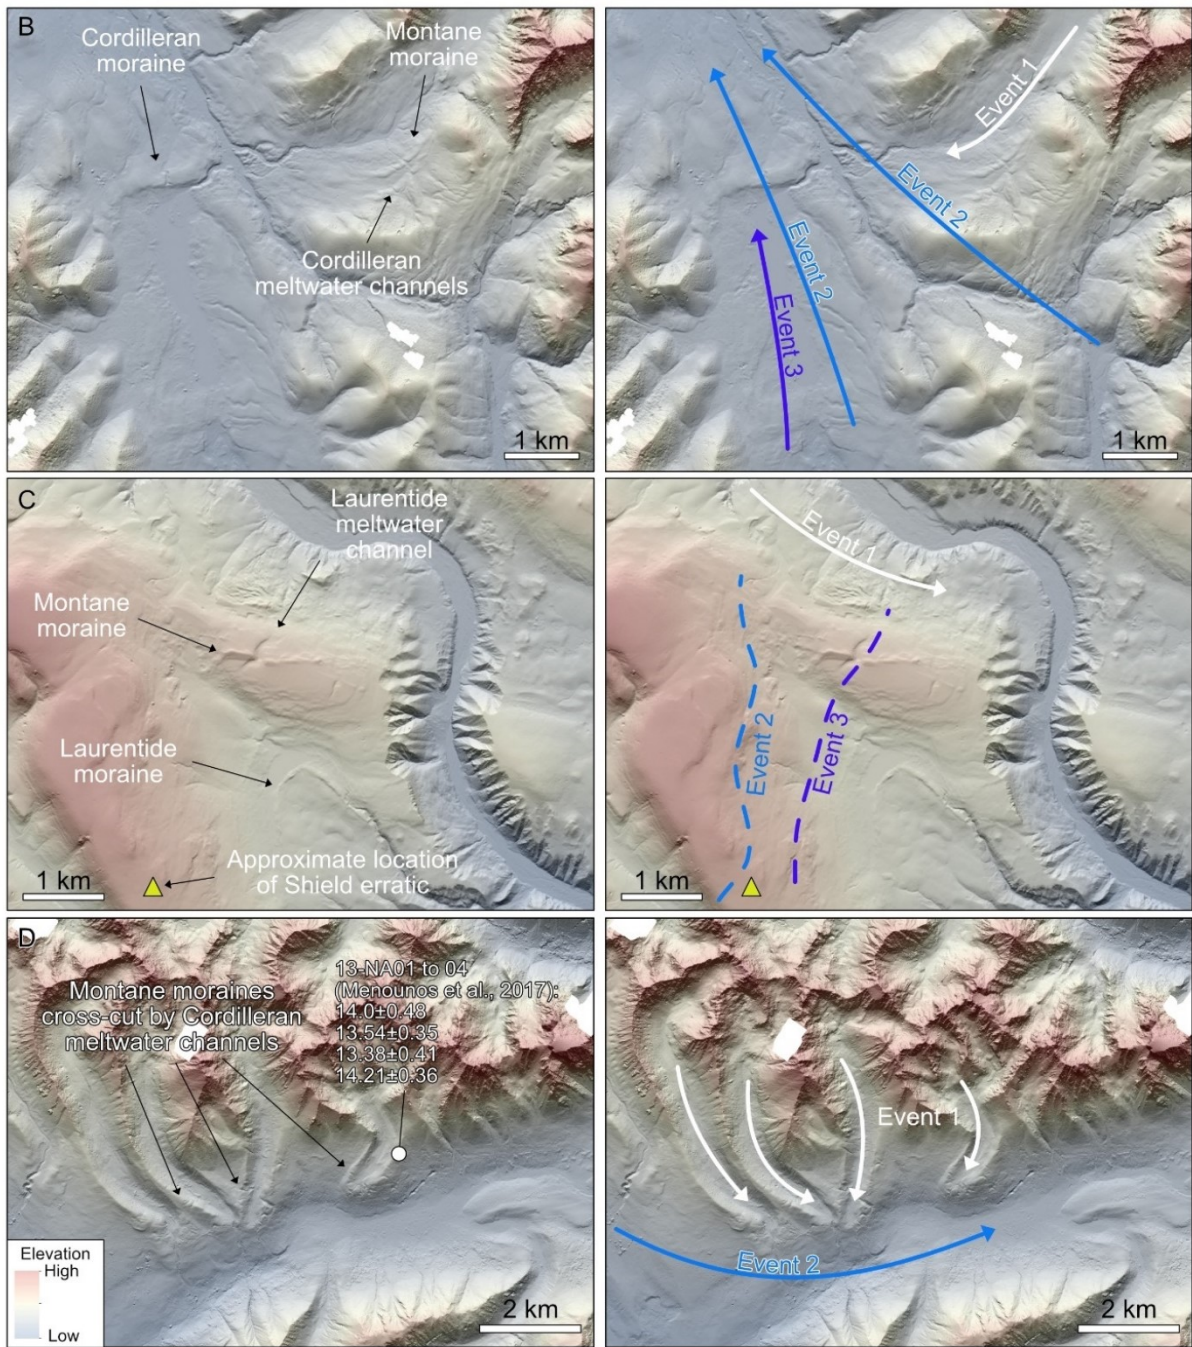 B
Cordilleran
moraine
Montane
moraine
Cordilleran
meltwater channels
1 km
Event 1
Event 2
Event 2
Event 3
1 km
C
Laurentide
meltwater
channel
Montane
moraine
Laurentide
moraine
Approximate location
of Shield erratic
1 km
Event 1
Event 2
Event 3
1 km
D
Montane moraines
cross-cut by Cordilleran
meltwater channels
13-NA01 to 04
(Menounos et al., 2017):
14.0±0.48
13.54±0.35
13.38±0.41
14.21±0.36
Elevation
High
Low
2 km
Event 1
Event 2
2 km